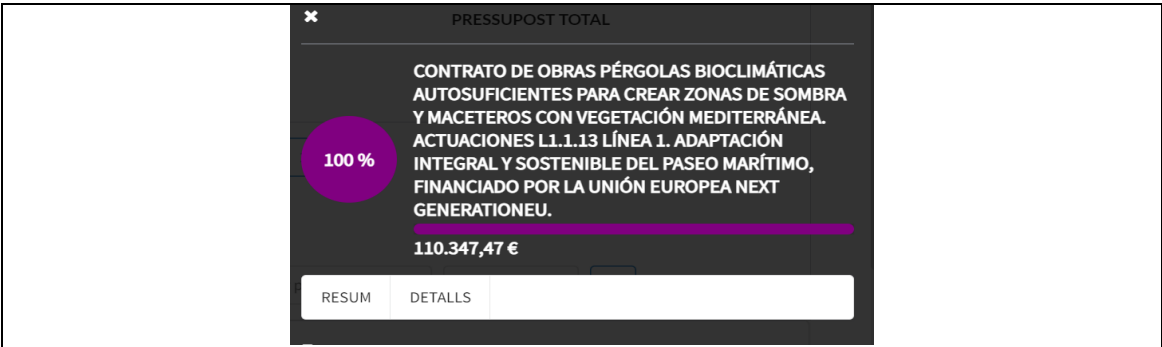 ✖ PRESSUPOST TOTAL
CONTRATO DE OBRAS PÉRGOLAS BIOCLIMÁTICAS
AUTOSUFICIENTES PARA CREAR ZONAS DE SOMBRA
Y MACETEROS CON VEGETACIÓN MEDITERRÁNEA.
ACTUACIONES L1.1.13 LÍNEA 1. ADAPTACIÓN
100 %
INTEGRAL Y SOSTENIBLE DEL PASEO MARÍTIMO,
FINANCIADO POR LA UNIÓN EUROPEA NEXT
GENERATIONEU.
110.347,47 €
RESUM DETALLS